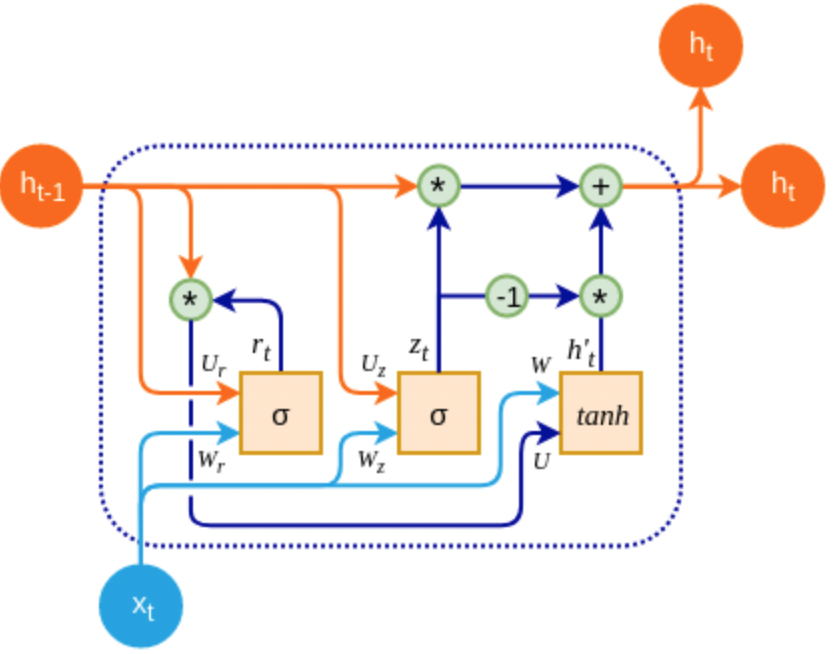 h_t
h_{t-1}
*
+
h_t
*
-1
*
U_r
r_t
U_z
z_t
W
h'_t
σ
σ
tanh
W_r
W_z
U
x_t